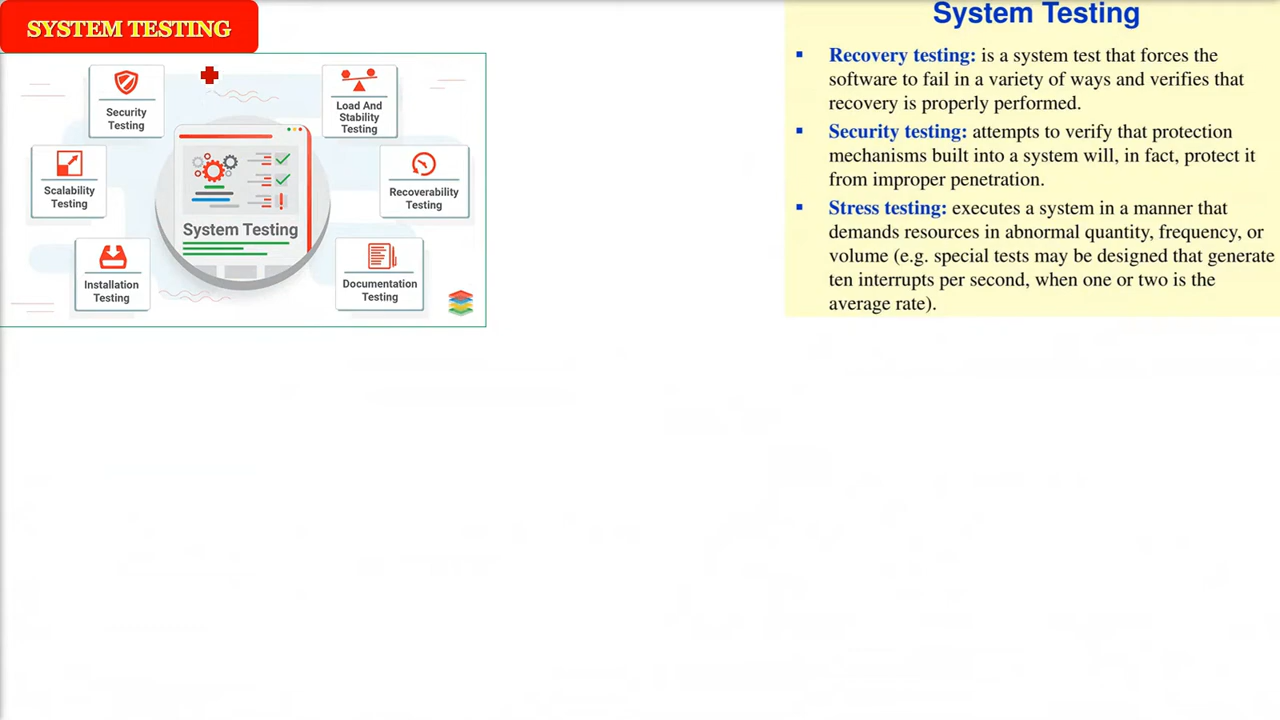 SYSTEM TESTING
Security
Testing
Load And
Stability
Testing
Scalability
Testing
Recoverability
Testing
System Testing
Installation
Testing
Documentation
Testing
System Testing
▪ Recovery testing: is a system test that forces the
software to fail in a variety of ways and verifies that
recovery is properly performed.
▪ Security testing: attempts to verify that protection
mechanisms built into a system will, in fact, protect it
from improper penetration.
▪ Stress testing: executes a system in a manner that
demands resources in abnormal quantity, frequency, or
volume (e.g. special tests may be designed that generate
ten interrupts per second, when one or two is the
average rate).